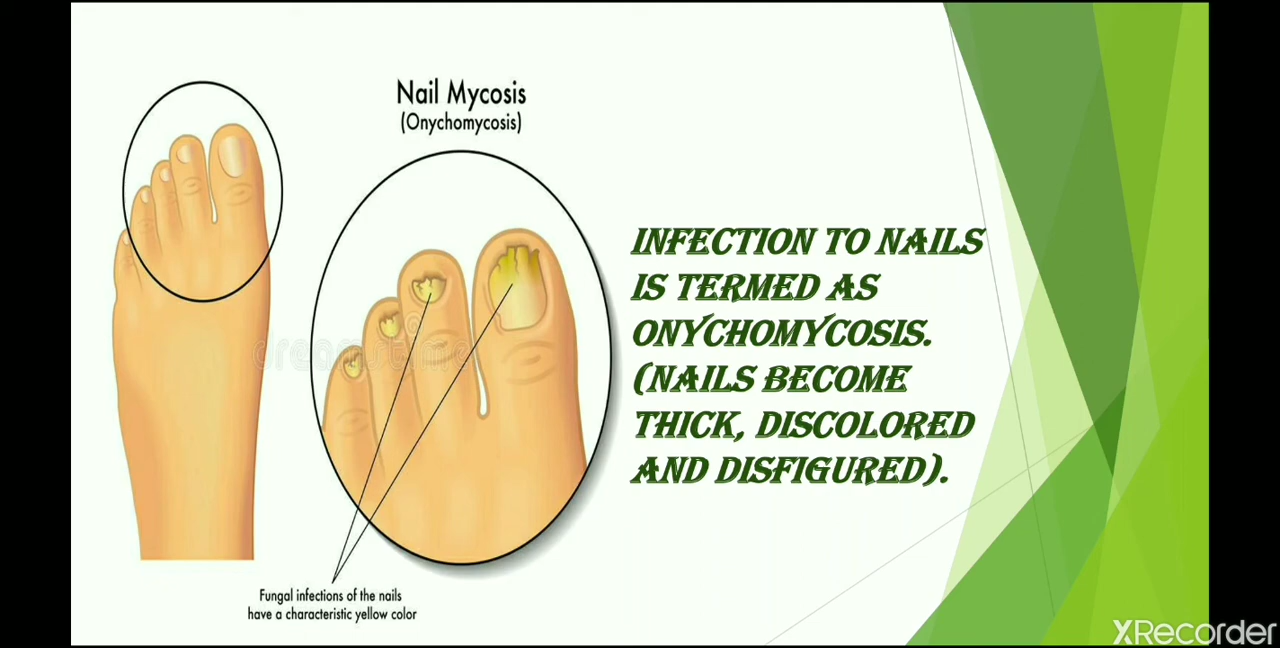 Nail Mycosis
(Onychomycosis)
INFECTION TO NAILS
IS TERMED AS
ONYCHOMYCOSIS.
(NAILS BECOME
THICK, DISCOLORED
AND DISFIGURED).
dreamstime
Fungal infections of the nails
have a characteristic yellow color
XRecorder